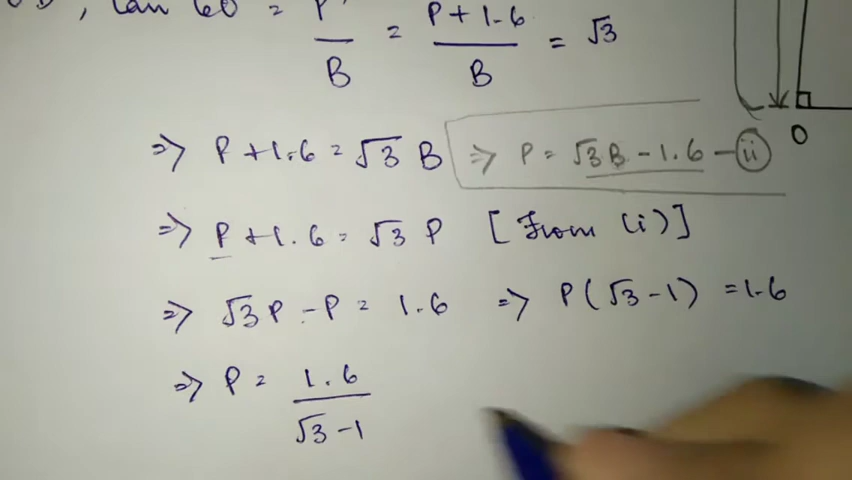 , tan 60 = P' / B = P + 1.6 / B = √3
⇒ P + 1.6 = √3 B ⇒ P = √3B - 1.6 - (ii)
O
⇒ P + 1.6 = √3 P [From (i)]
⇒ √3P - P = 1.6 ⇒ P(√3 - 1) = 1.6
⇒ P = 1.6 / √3 - 1